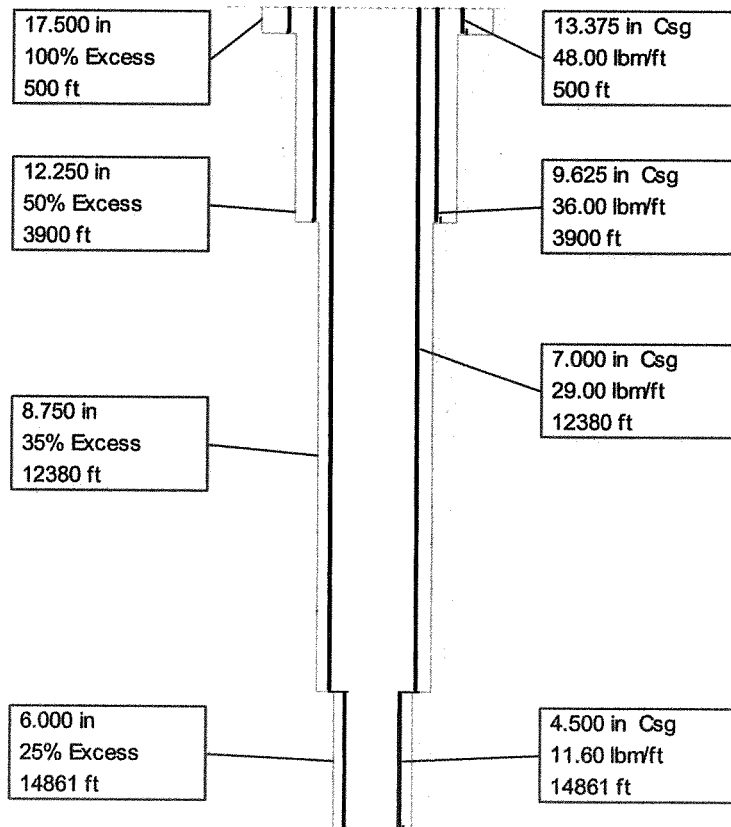 17.500 in
100% Excess
500 ft
13.375 in Csg
48.00 lbm/ft
500 ft
12.250 in
50% Excess
3900 ft
9.625 in Csg
36.00 lbm/ft
3900 ft
7.000 in Csg
29.00 lbm/ft
12380 ft
8.750 in
35% Excess
12380 ft
6.000 in
25% Excess
14861 ft
4.500 in Csg
11.60 lbm/ft
14861 ft